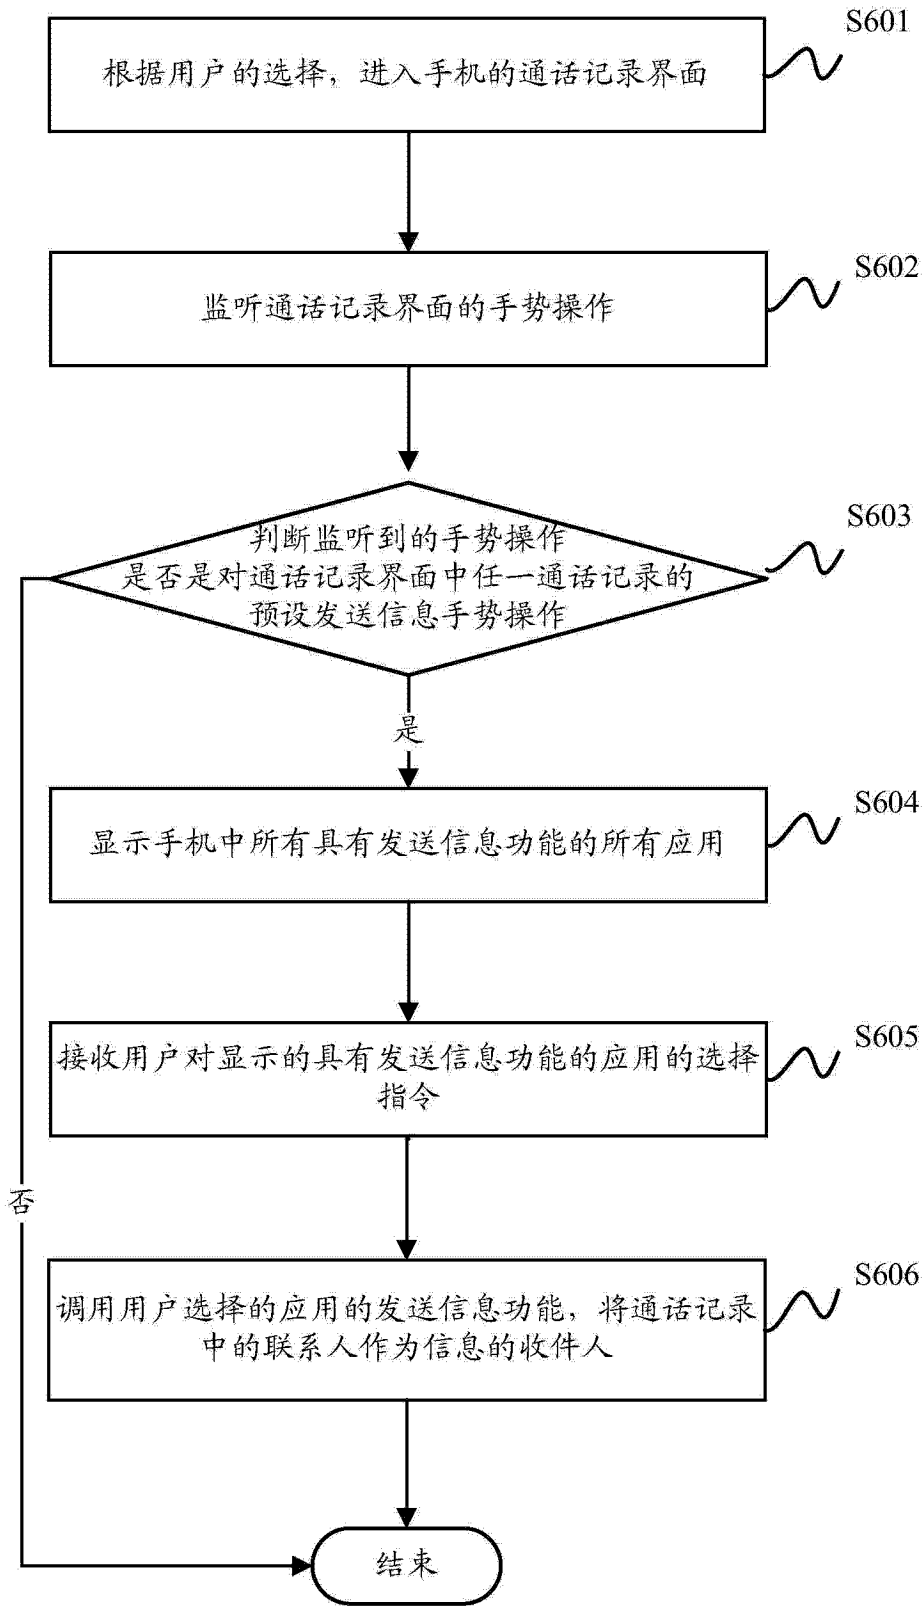 S601
根据用户的选择，进入手机的通话记录界面
S602
监听通话记录界面的手势操作
S603
判断监听到的手势操作
是否是对通话记录界面中任一通话记录的
预设发送信息手势操作
是
S604
显示手机中所有具有发送信息功能的所有应用
S605
接收用户对显示的具有发送信息功能的应用的选择
指令
否
S606
调用用户选择的应用的发送信息功能，将通话记录
中的联系人作为信息的收件人
结束